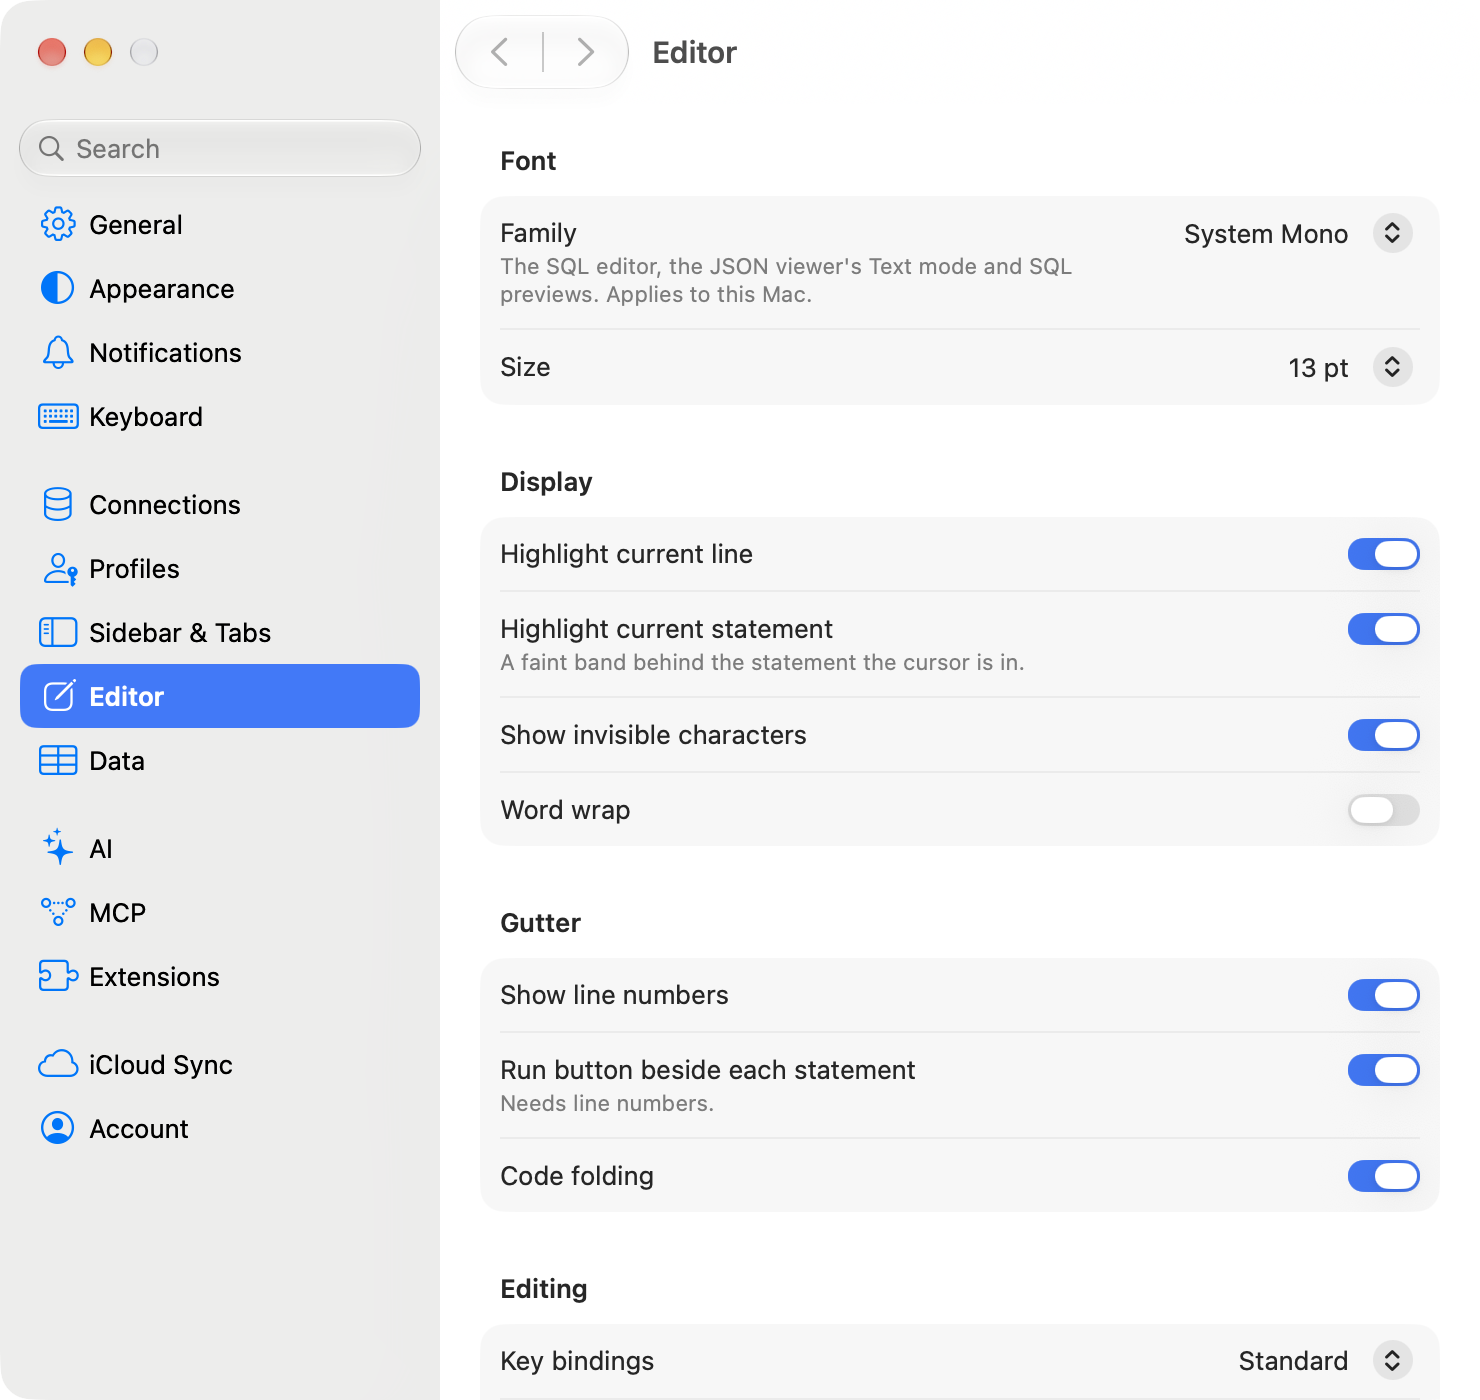 Editor
Search
General
Appearance
Notifications
Keyboard
Connections
Profiles
Sidebar & Tabs
Editor
Data
AI
MCP
Extensions
iCloud Sync
Account
Font
Family
System Mono
The SQL editor, the JSON viewer's Text mode and SQL
previews. Applies to this Mac.
Size
13 pt
Display
Highlight current line
Highlight current statement
A faint band behind the statement the cursor is in.
Show invisible characters
Word wrap
Gutter
Show line numbers
Run button beside each statement
Needs line numbers.
Code folding
Editing
Key bindings
Standard